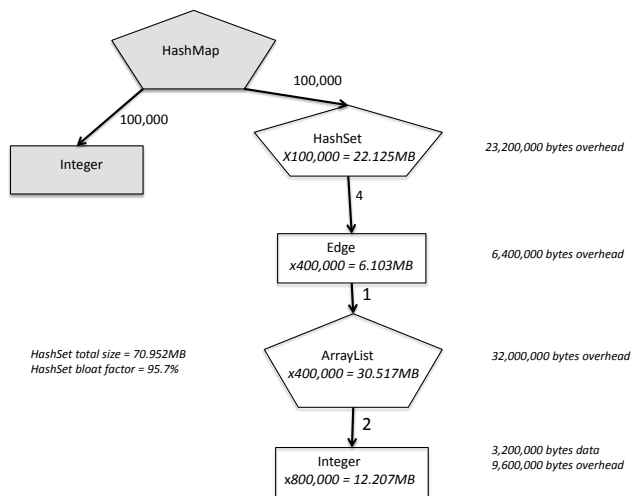 HashMap
100,000
100,000
Integer
HashSet
X100,000 = 22.125MB
23,200,000 bytes overhead
4
Edge
x400,000 = 6.103MB
6,400,000 bytes overhead
1
HashSet total size = 70.952MB
HashSet bloat factor = 95.7%
ArrayList
x400,000 = 30.517MB
32,000,000 bytes overhead
2
Integer
x800,000 = 12.207MB
3,200,000 bytes data
9,600,000 bytes overhead